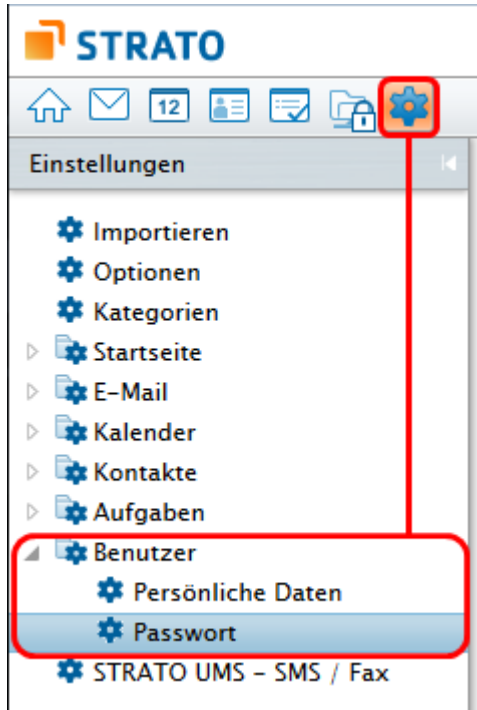 STRATO
12
Einstellungen
Importieren
Optionen
Kategorien
Startseite
E-Mail
Kalender
Kontakte
Aufgaben
Benutzer
Persönliche Daten
Passwort
STRATO UMS - SMS / Fax